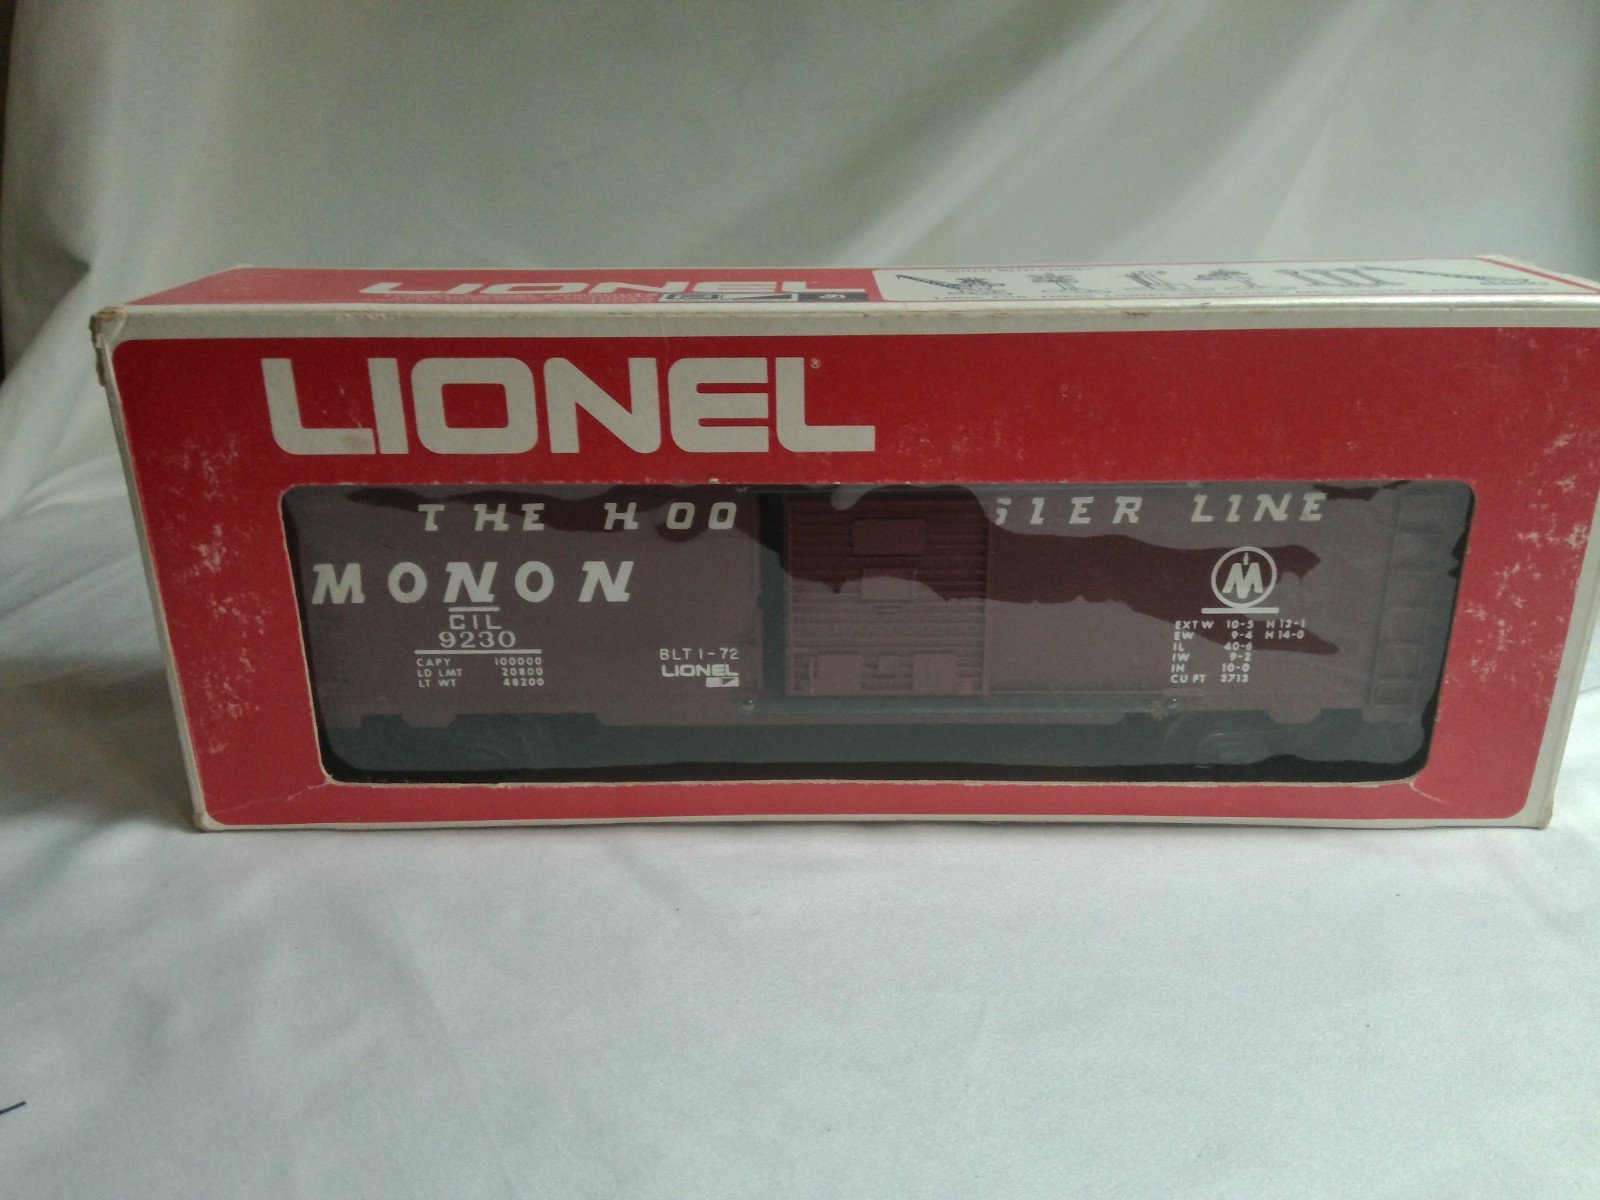 LIONEL
LIONEL®
THE HOO SIER LINE
MONON
CIL
9230
CAPY 100000
LD LMT 20800
LT WT 48200
BLT 1-72
LIONEL
M
EXT W 10-5 H 13-1
EW 9-4 H 14-0
IL 40-6
IW 9-2
IH 10-0
CU FT 3713